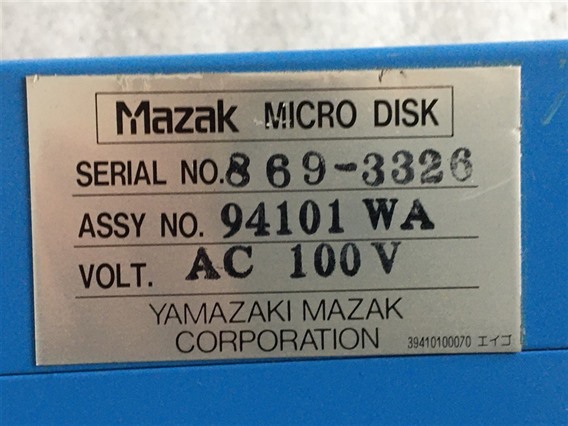 Mazak MICRO DISK
SERIAL NO. 869-3326
ASSY NO. 94101 WA
VOLT. AC 100 V
YAMAZAKI MAZAK
CORPORATION
39410100070 エイゴ